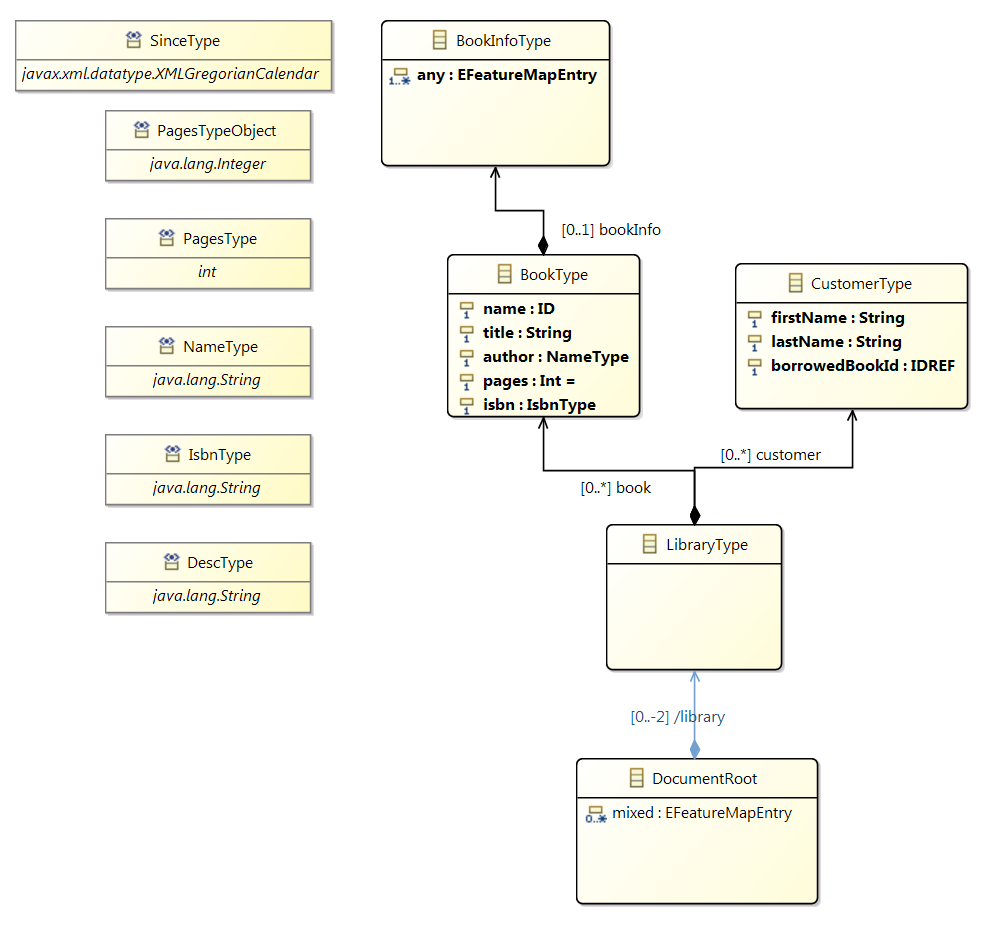 SinceType
javax.xml.datatype.XMLGregorianCalendar
PagesTypeObject
java.lang.Integer
PagesType
int
NameType
java.lang.String
IsbnType
java.lang.String
DescType
java.lang.String
BookInfoType
1..* any : EFeatureMapEntry
[0..1] bookInfo
BookType
1 name : ID
1 title : String
1 author : NameType
1 pages : Int =
1 isbn : IsbnType
CustomerType
1 firstName : String
1 lastName : String
1 borrowedBookId : IDREF
[0..*] customer
[0..*] book
LibraryType
[0..-2] /library
DocumentRoot
0..* mixed : EFeatureMapEntry